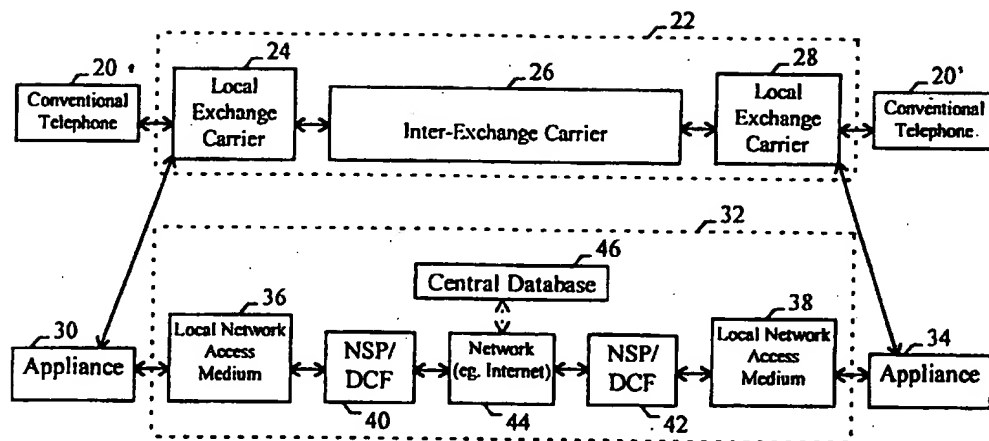 22
20
Conventional
Telephone
24
Local
Exchange
Carrier
26
Inter-Exchange Carrier
28
Local
Exchange
Carrier
20'
Conventional
Telephone
32
46
Central Database
30
Appliance
36
Local Network
Access
Medium
NSP/
DCF
40
Network
(eg. Internet)
44
NSP/
DCF
42
38
Local Network
Access
Medium
34
Appliance